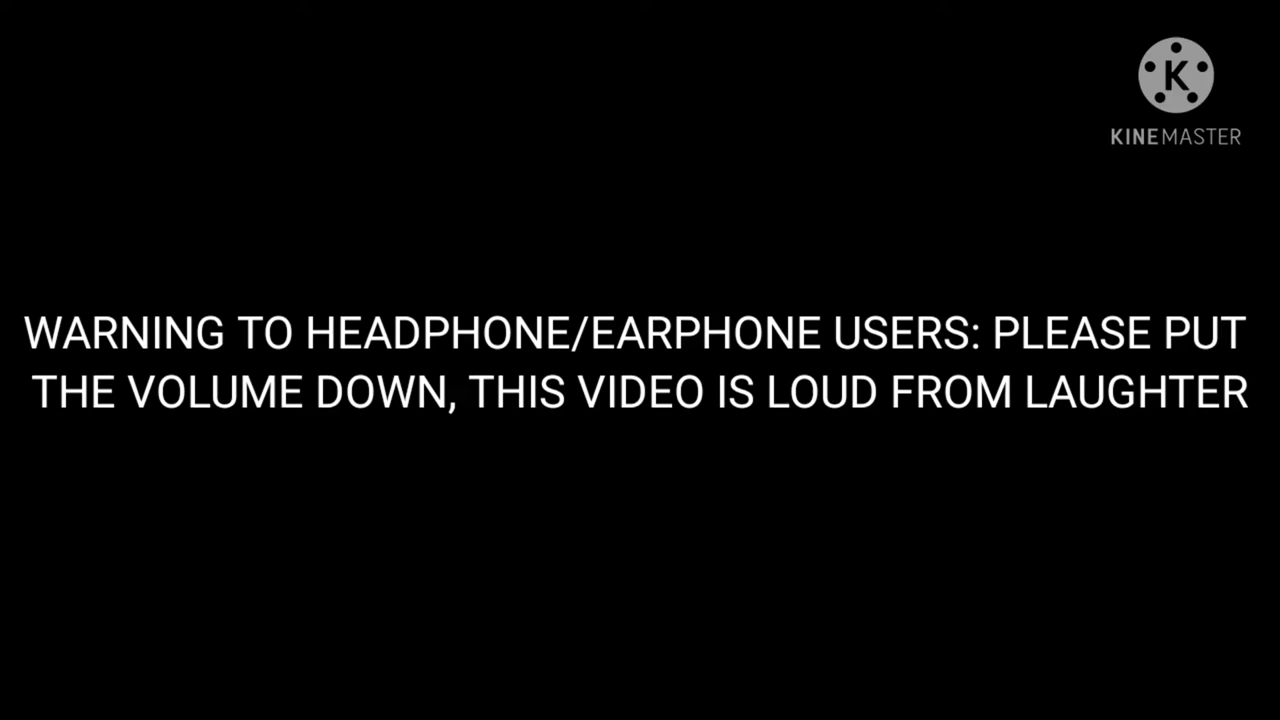 K
KINEMASTER
WARNING TO HEADPHONE/EARPHONE USERS: PLEASE PUT
THE VOLUME DOWN, THIS VIDEO IS LOUD FROM LAUGHTER